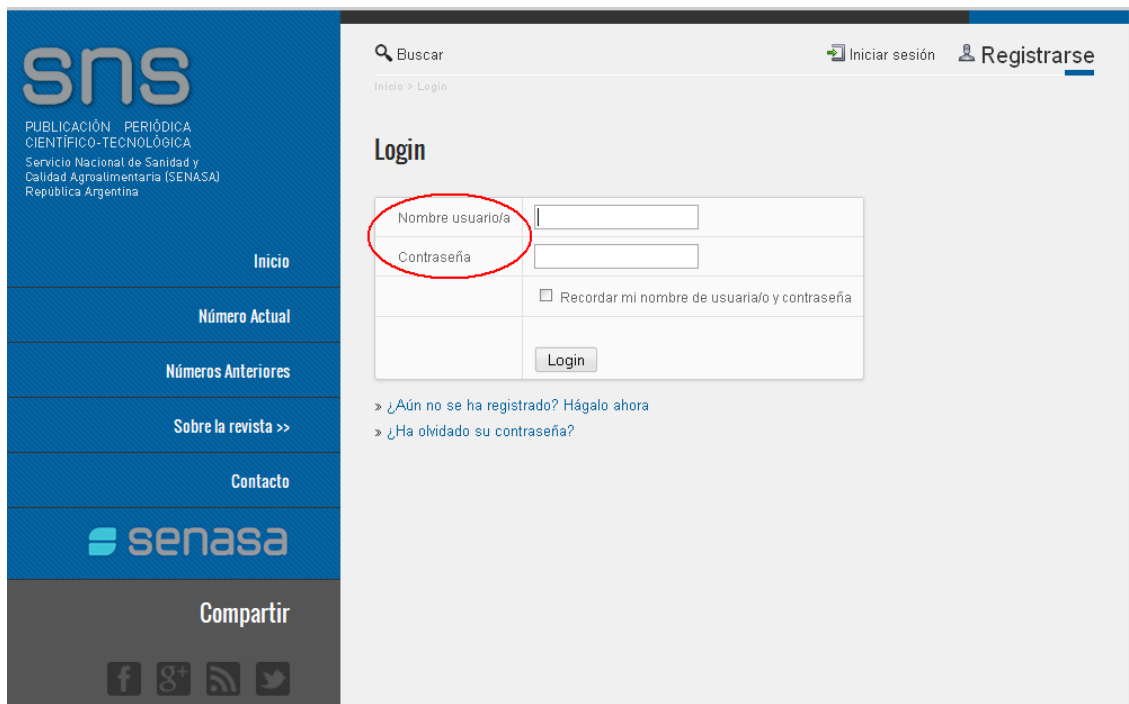 sns
PUBLICACIÓN PERIÓDICA
CIENTÍFICO-TECNOLÓGICA
Servicio Nacional de Sanidad y
Calidad Agroalimentaria (SENASA)
República Argentina
Inicio
Número Actual
Números Anteriores
Sobre la revista >>
Contacto
senasa
Compartir
f g+
Buscar
Iniciar sesión
Registrarse
Inicio > Login
Login
Nombre usuario/a
Contraseña
Recordar mi nombre de usuaria/o y contraseña
Login
» ¿Aún no se ha registrado? Hágalo ahora
» ¿Ha olvidado su contraseña?